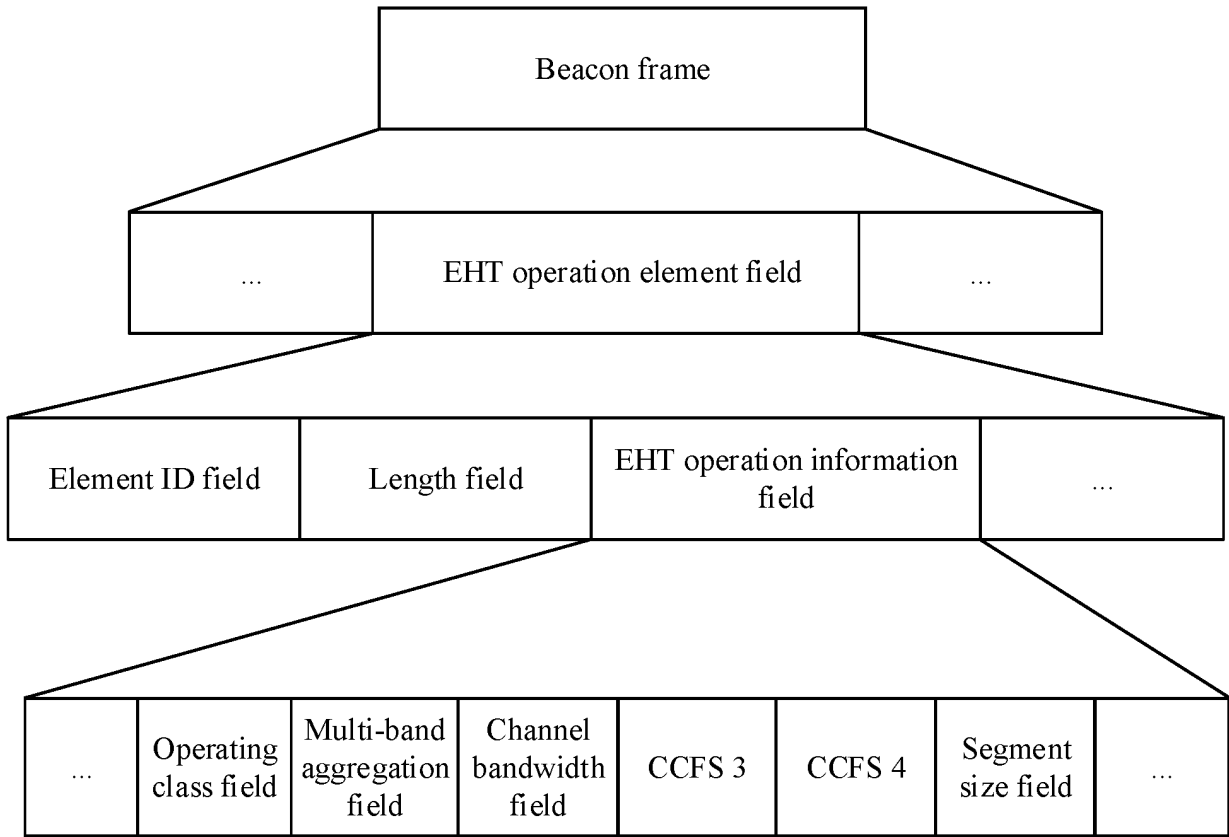 Beacon frame
... EHT operation element field ...
Element ID field Length field EHT operation information field ...
... Operating class field Multi-band aggregation field Channel bandwidth field CCFS 3 CCFS 4 Segment size field ...